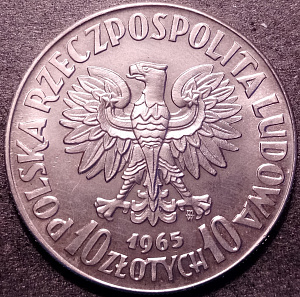 POLSKA RZECZPOSPOLITA LUDOWA
1965
10 ZŁOTYCH 10